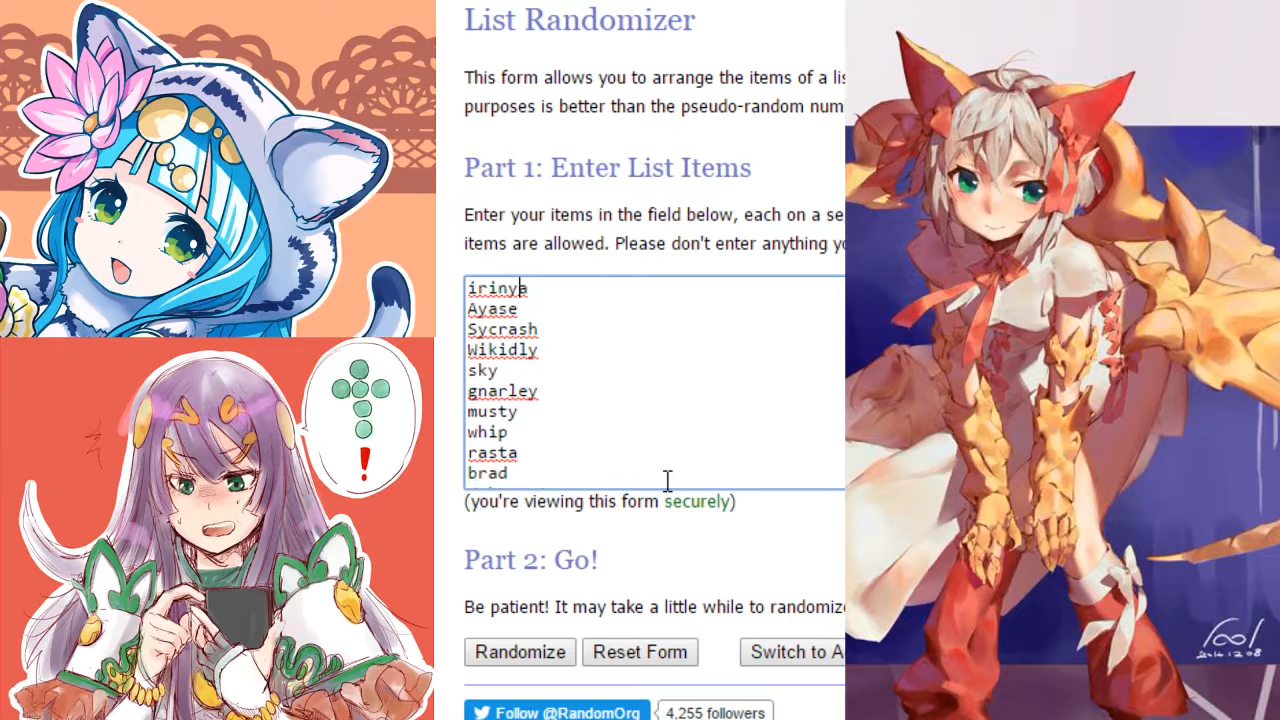 List Randomizer
This form allows you to arrange the items of a lis
purposes is better than the pseudo-random num
Part 1: Enter List Items
Enter your items in the field below, each on a se
items are allowed. Please don't enter anything yo
irinya
Ayase
Sycrash
Wikidly
sky
gnarley
musty
whip
rasta
brad
(you're viewing this form securely)
Part 2: Go!
Be patient! It may take a little while to randomize
Randomize Reset Form Switch to A
Follow @RandomOrg 4,255 followers
!